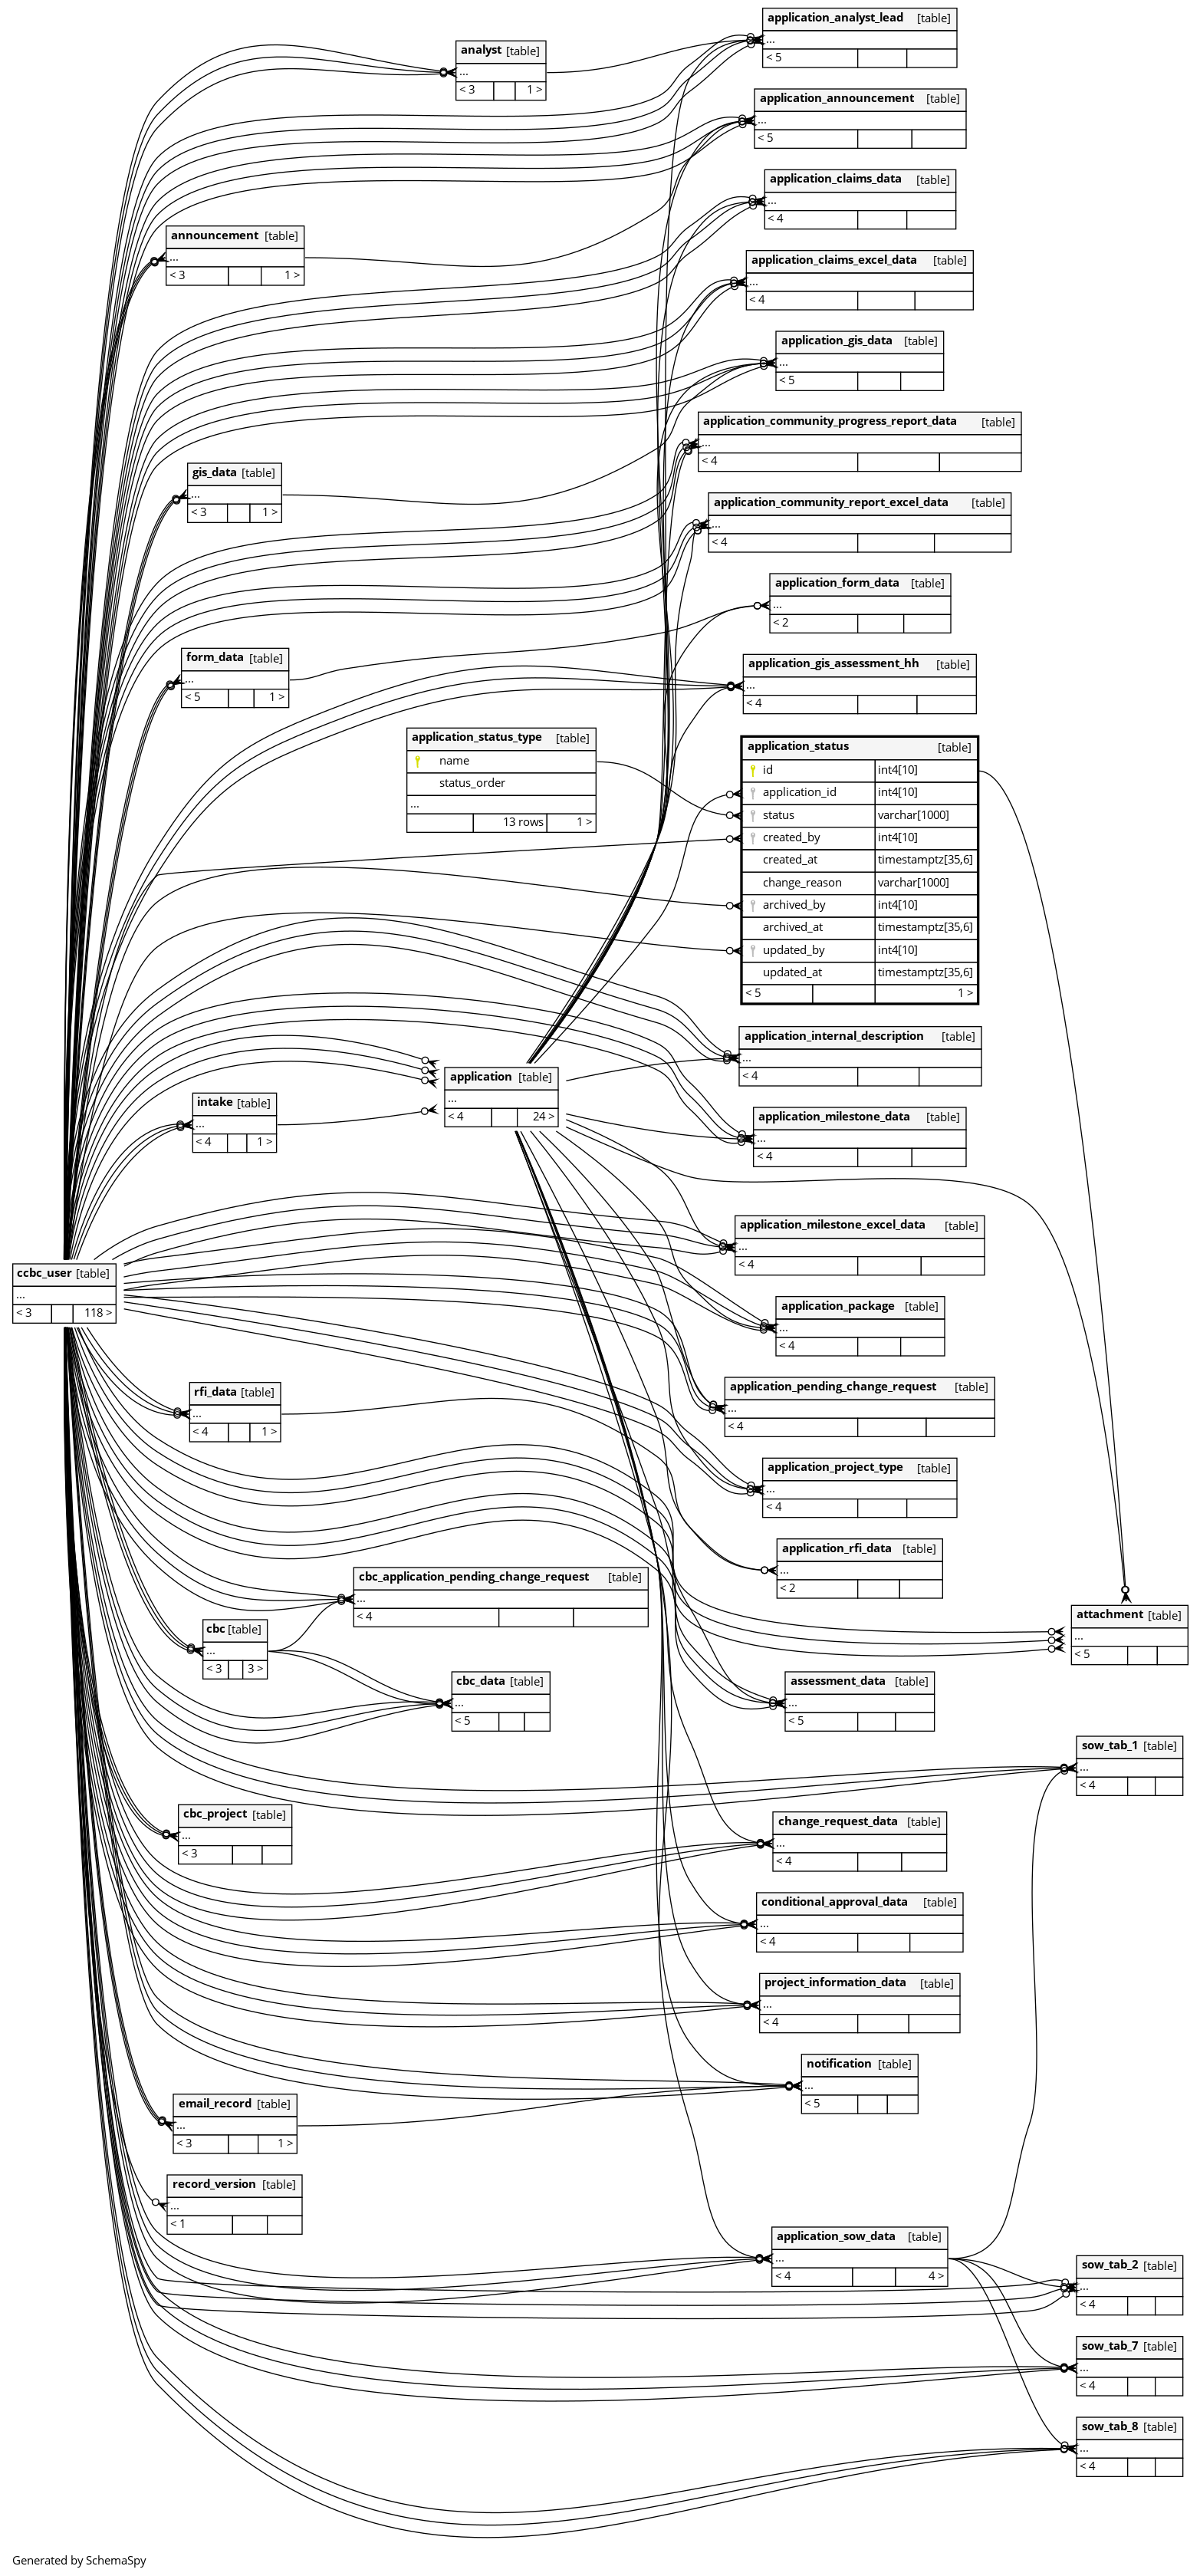 application_analyst_lead [table]
...
< 5
analyst [table]
...
< 3 1 >
application_announcement [table]
...
< 5
application_claims_data [table]
...
< 4
announcement [table]
...
< 3 1 >
application_claims_excel_data [table]
...
< 4
application_gis_data [table]
...
< 5
application_community_progress_report_data [table]
...
< 4
gis_data [table]
...
< 3 1 >
application_community_report_excel_data [table]
...
< 4
application_form_data [table]
...
< 2
form_data [table]
...
< 5 1 >
application_gis_assessment_hh [table]
...
< 4
application_status_type [table]
name
status_order
...
13 rows 1 >
application_status [table]
id int4[10]
application_id int4[10]
status varchar[1000]
created_by int4[10]
created_at timestamptz[35,6]
change_reason varchar[1000]
archived_by int4[10]
archived_at timestamptz[35,6]
updated_by int4[10]
updated_at timestamptz[35,6]
< 5 1 >
application_internal_description [table]
...
< 4
application [table]
...
< 4 24 >
intake [table]
...
< 4 1 >
application_milestone_data [table]
...
< 4
application_milestone_excel_data [table]
...
< 4
ccbc_user [table]
...
< 3 118 >
application_package [table]
...
< 4
application_pending_change_request [table]
...
< 4
rfi_data [table]
...
< 4 1 >
application_project_type [table]
...
< 4
application_rfi_data [table]
...
< 2
cbc_application_pending_change_request [table]
...
< 4
attachment [table]
...
< 5
cbc [table]
...
< 3 3 >
cbc_data [table]
...
< 5
assessment_data [table]
...
< 5
sow_tab_1 [table]
...
< 4
cbc_project [table]
...
< 3
change_request_data [table]
...
< 4
conditional_approval_data [table]
...
< 4
project_information_data [table]
...
< 4
notification [table]
...
< 5
email_record [table]
...
< 3 1 >
record_version [table]
...
< 1
application_sow_data [table]
...
< 4 4 >
sow_tab_2 [table]
...
< 4
sow_tab_7 [table]
...
< 4
sow_tab_8 [table]
...
< 4
Generated by SchemaSpy